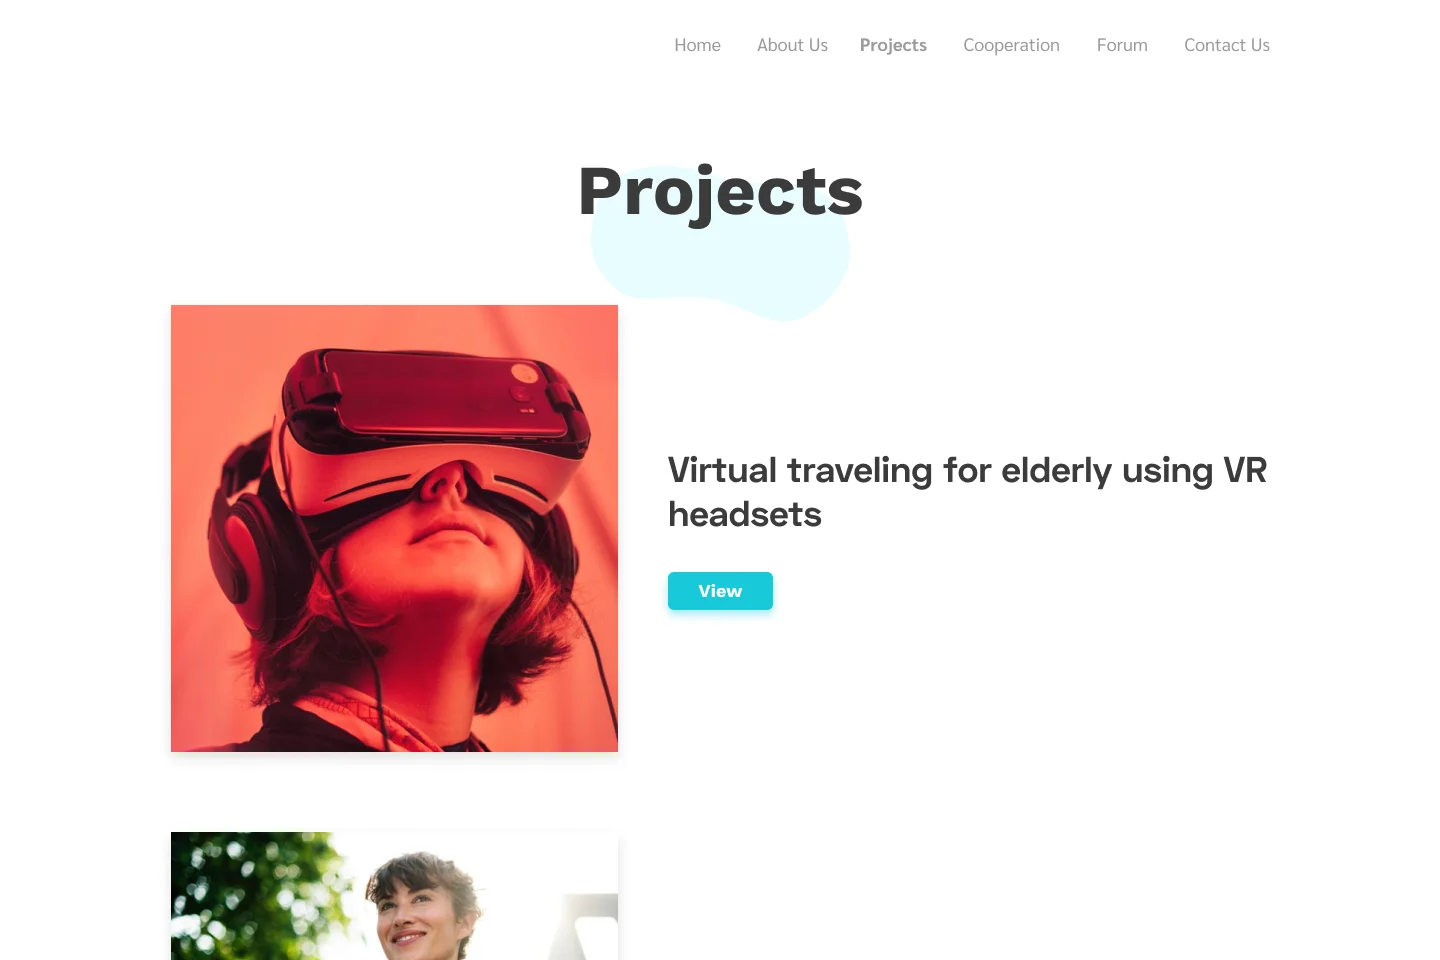 Home About Us Projects Cooperation Forum Contact Us
Projects
Virtual traveling for elderly using VR
headsets
View